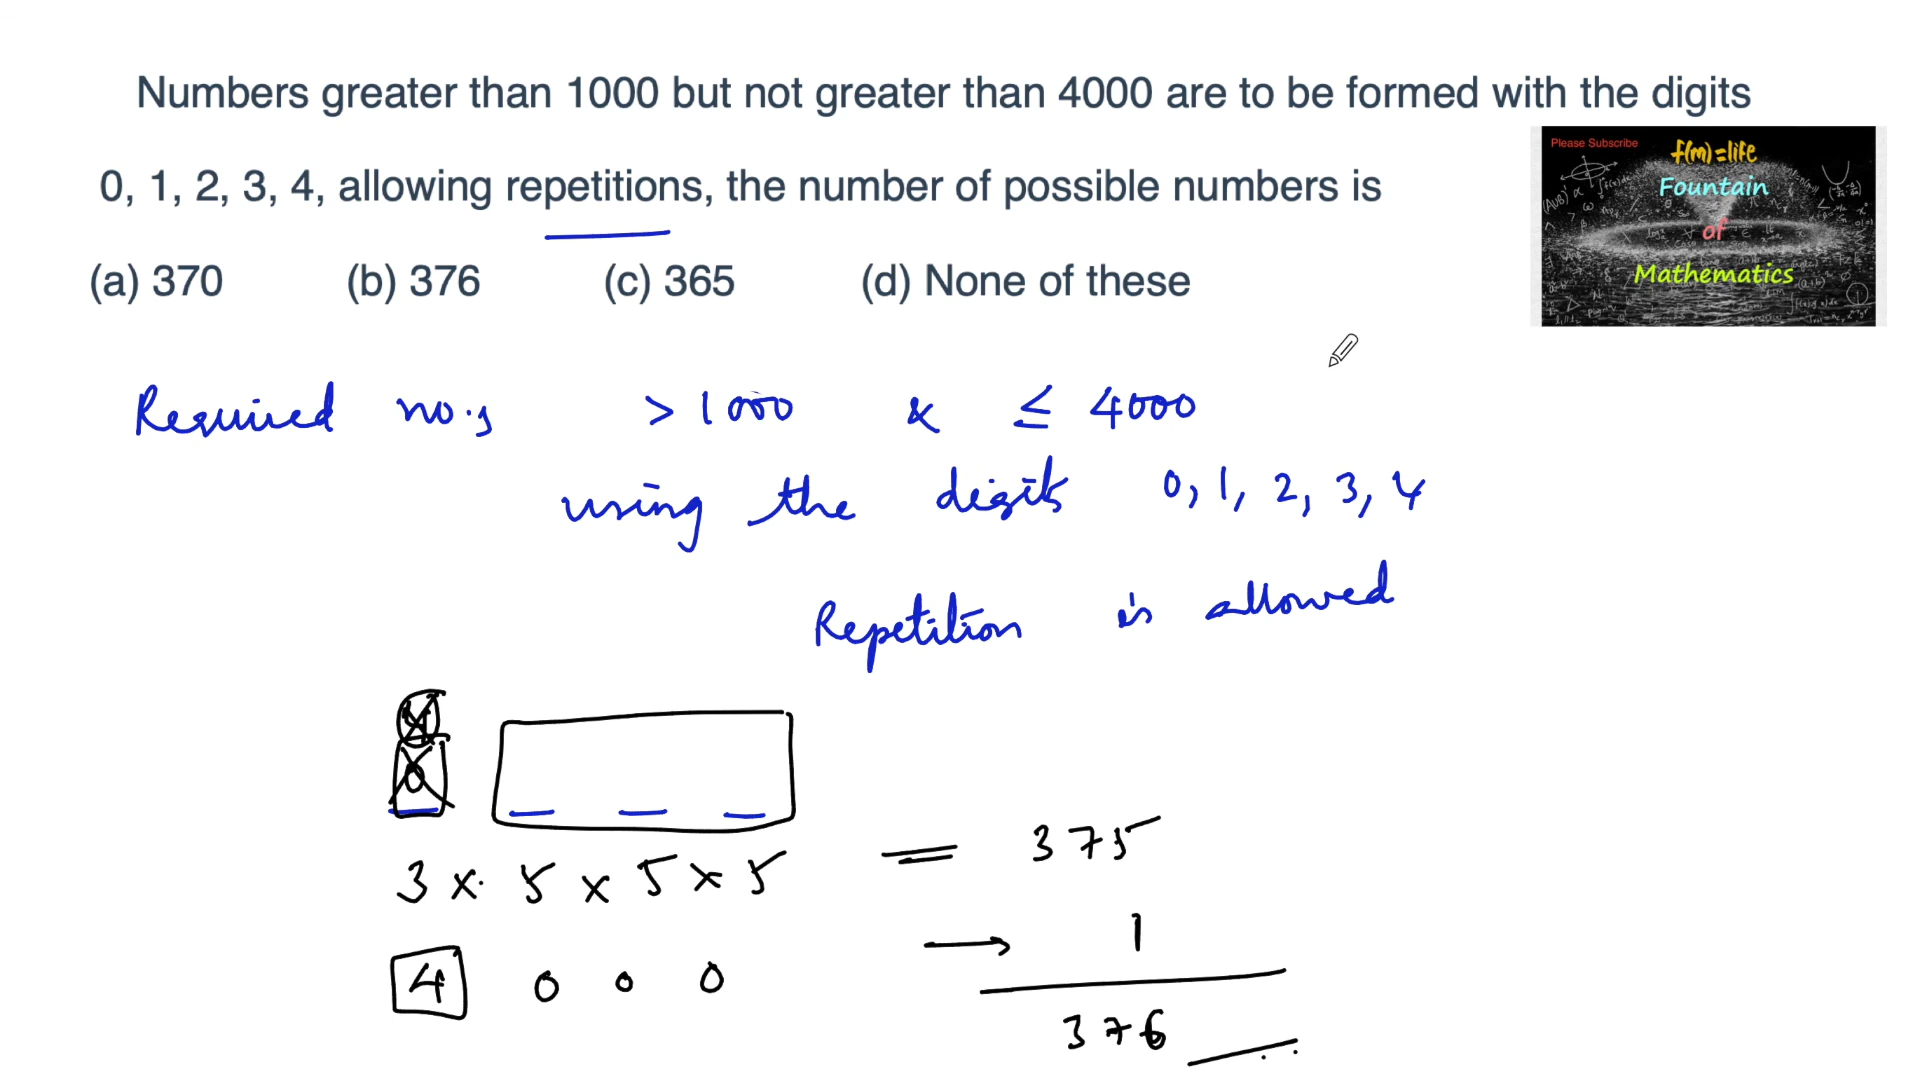 Numbers greater than 1000 but not greater than 4000 are to be formed with the digits
0, 1, 2, 3, 4, allowing repetitions, the number of possible numbers is
(a) 370 (b) 376 (c) 365 (d) None of these
Please Subscribe
f(m)=life
Fountain
of
Mathematics
Required no.s > 1000 & ≤ 4000
using the digits 0, 1, 2, 3, 4
Repetition is allowed
4
0
3 × 5 × 5 × 5 = 375
4 0 0 0 → 1
376